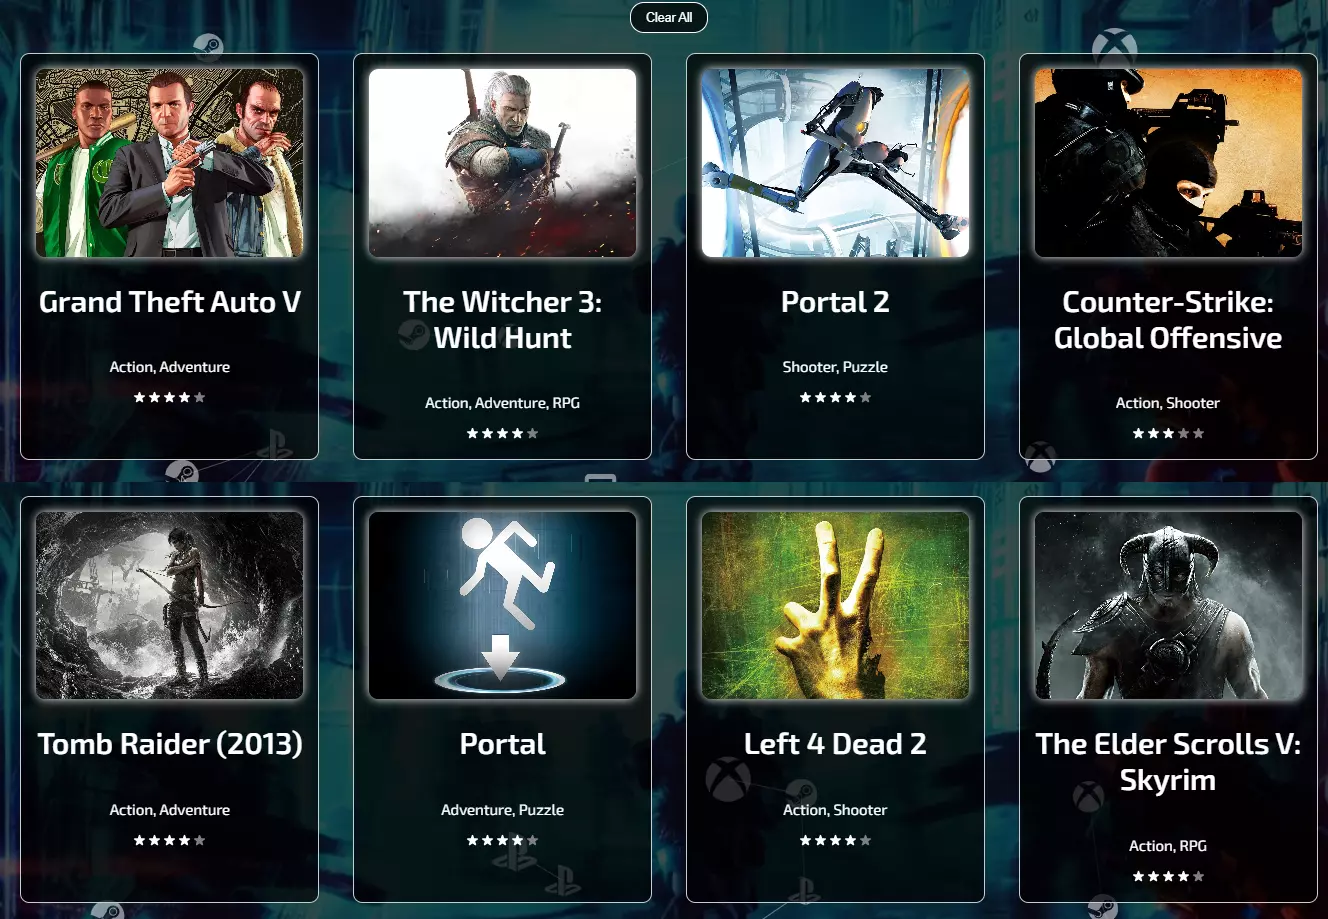 Clear All
Grand Theft Auto V
Action, Adventure
The Witcher 3:
Wild Hunt
Action, Adventure, RPG
Portal 2
Shooter, Puzzle
Counter-Strike:
Global Offensive
Action, Shooter
Tomb Raider (2013)
Action, Adventure
Portal
Adventure, Puzzle
Left 4 Dead 2
Action, Shooter
The Elder Scrolls V:
Skyrim
Action, RPG